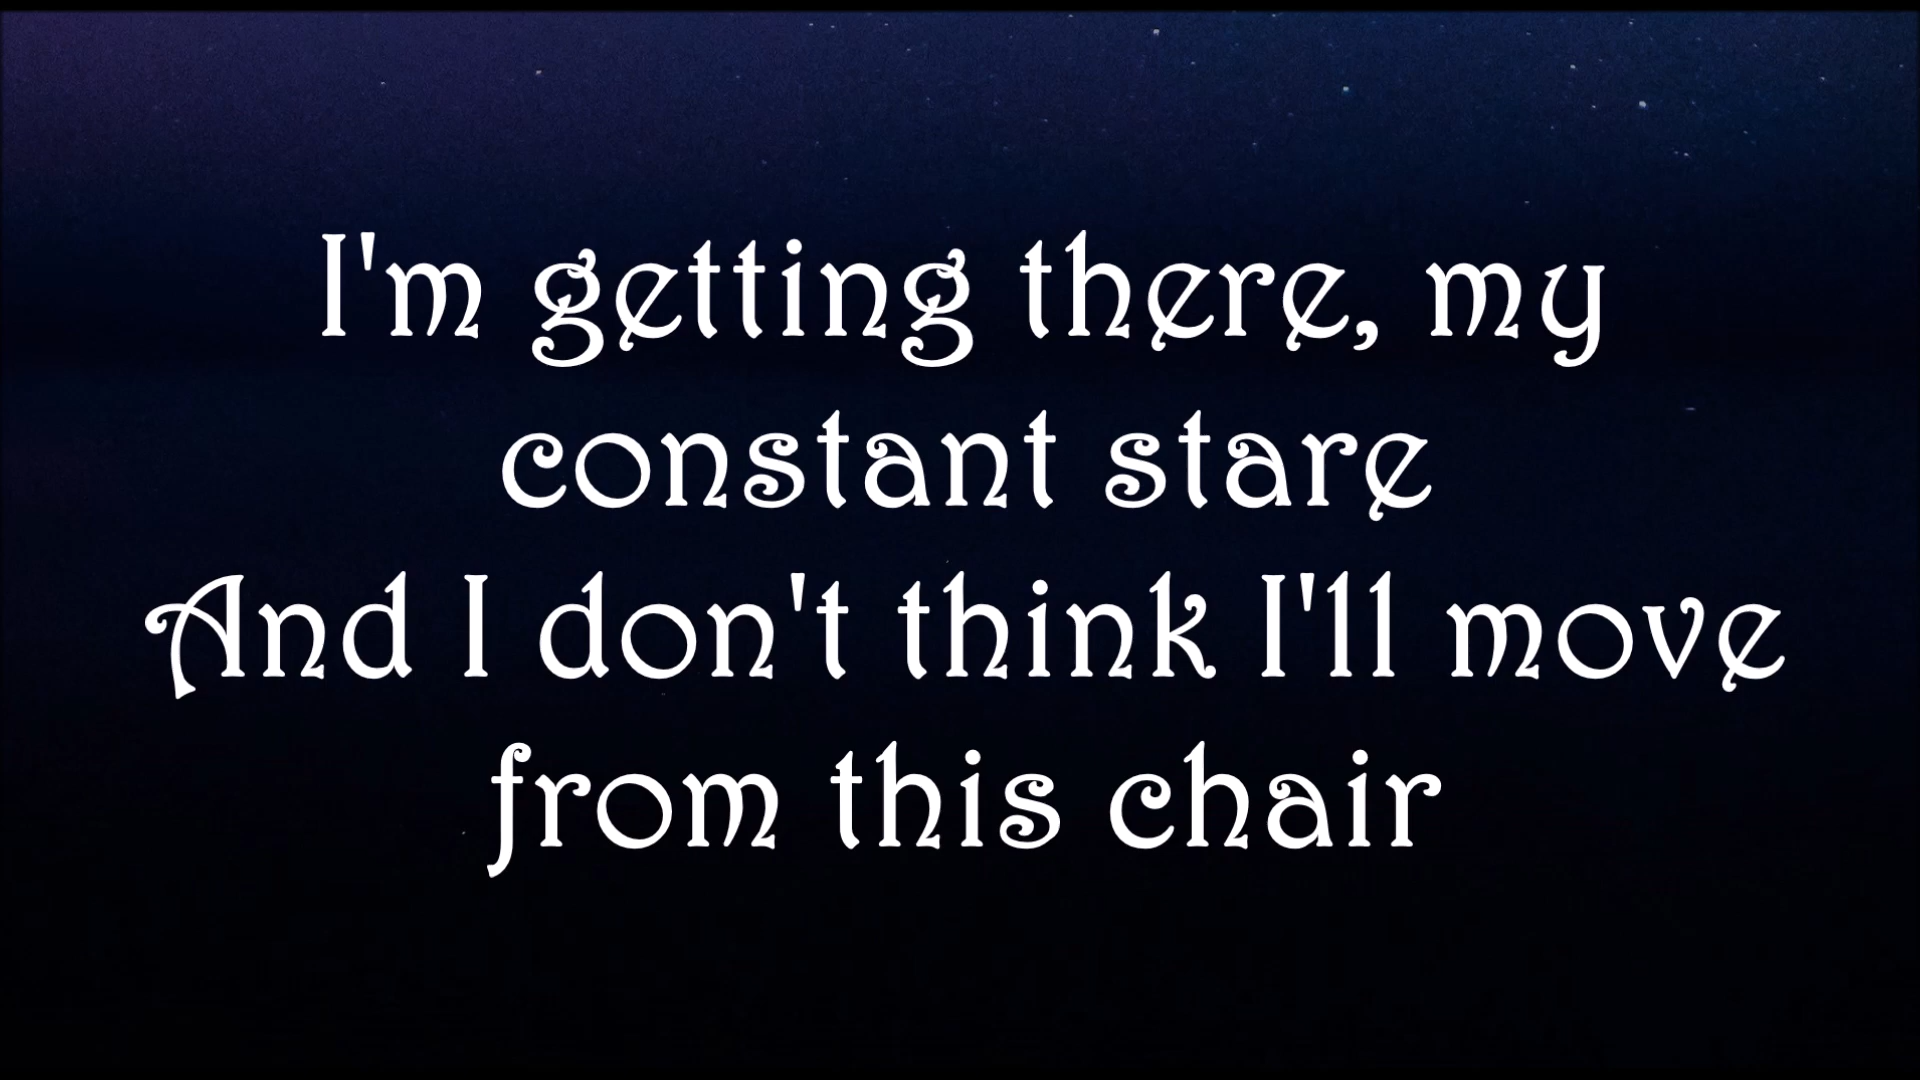 I'm getting there, my
constant stare
And I don't think I'll move
from this chair